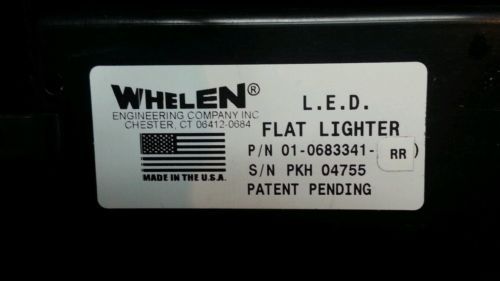 WHELEN®
ENGINEERING COMPANY INC
CHESTER, CT 06412-0684
MADE IN THE U.S.A.
L.E.D.
FLAT LIGHTER
P/N 01-0683341- RR )
S/N PKH 04755
PATENT PENDING